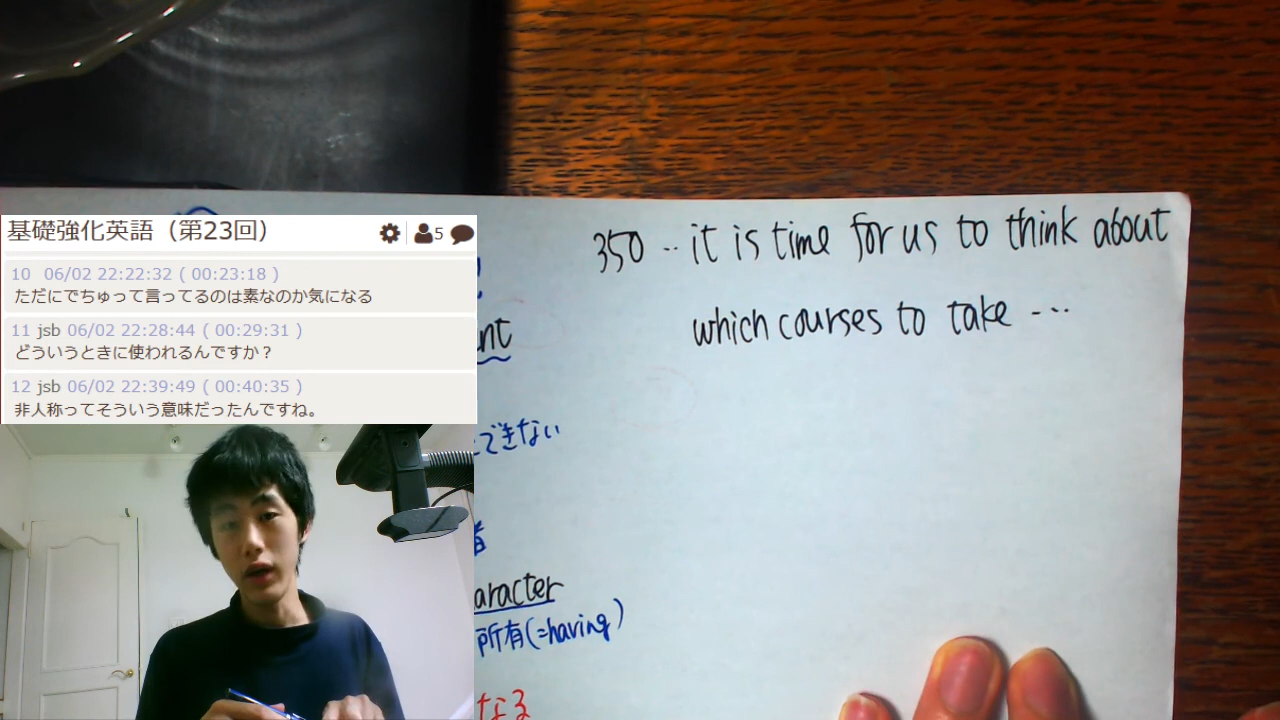 基礎強化英語（第23回）
5
10 06/02 22:22:32 ( 00:23:18 )
ただにでちゅって言ってるのは素なのか気になる
11 jsb 06/02 22:28:44 ( 00:29:31 )
どういうときに使われるんですか？
12 jsb 06/02 22:39:49 ( 00:40:35 )
非人称ってそういう意味だったんですね。
350 ‥ it is time for us to think about
which courses to take ---
nt
できない
者
aracter
所有(=having)
なる